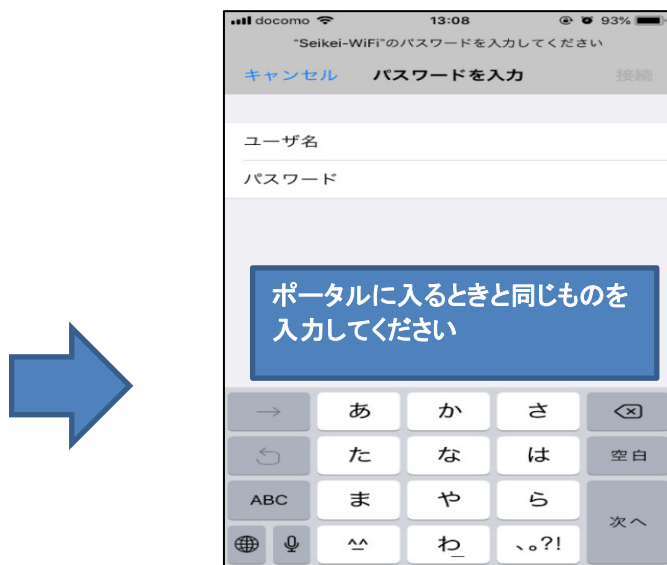 docomo 13:08 93%
"Seikei-WiFi"のパスワードを入力してください
キャンセル パスワードを入力 接続
ユーザ名
パスワード
ポータルに入るときと同じものを
入力してください
→ あ か さ
た な は 空白
ABC ま や ら
^^ わ_ 、。?! 次へ